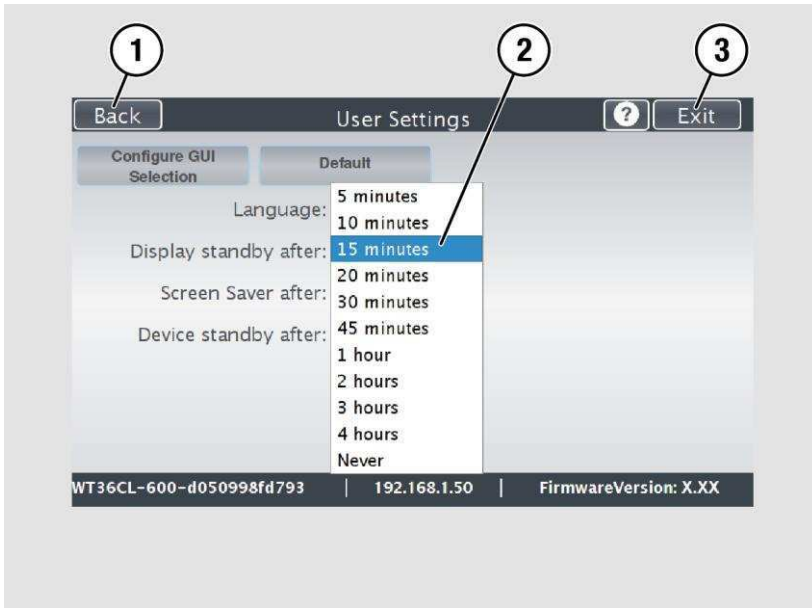 1
2
3
Back
User Settings
?
Exit
Configure GUI
Selection
Default
Language:
Display standby after:
Screen Saver after:
Device standby after:
5 minutes
10 minutes
15 minutes
20 minutes
30 minutes
45 minutes
1 hour
2 hours
3 hours
4 hours
Never
WT36CL-600-d050998fd793 | 192.168.1.50 | FirmwareVersion: X.XX